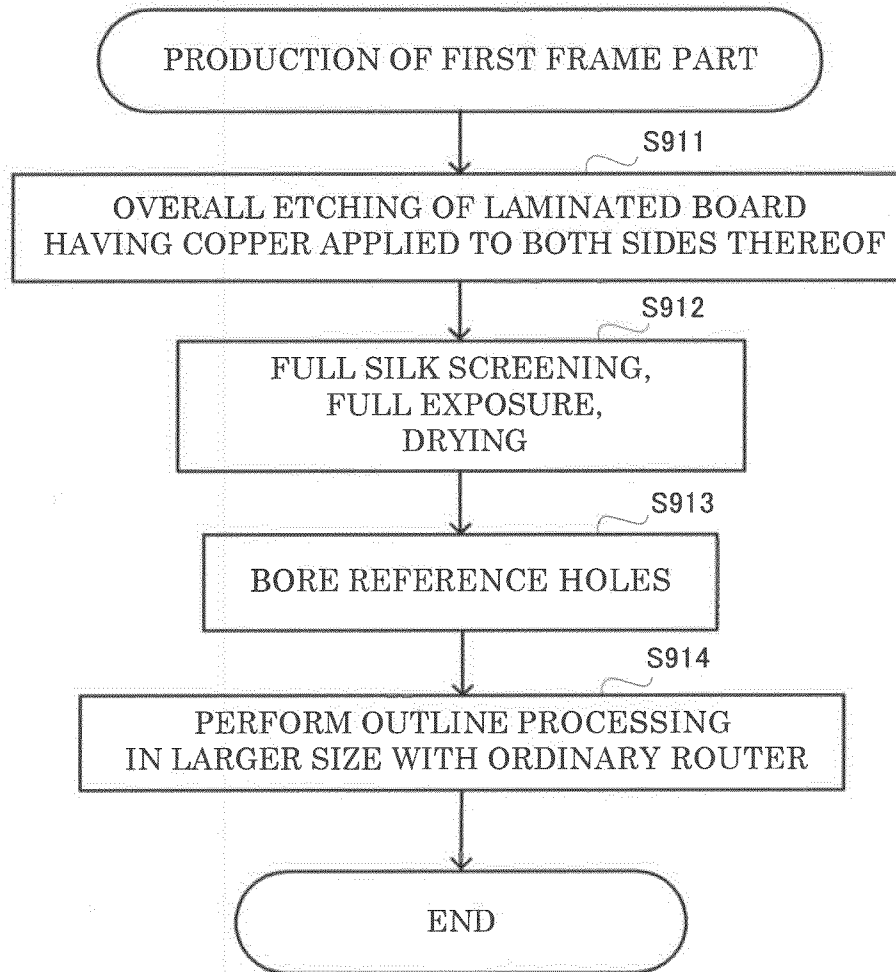 PRODUCTION OF FIRST FRAME PART
S911
OVERALL ETCHING OF LAMINATED BOARD
HAVING COPPER APPLIED TO BOTH SIDES THEREOF
S912
FULL SILK SCREENING,
FULL EXPOSURE,
DRYING
S913
BORE REFERENCE HOLES
S914
PERFORM OUTLINE PROCESSING
IN LARGER SIZE WITH ORDINARY ROUTER
END